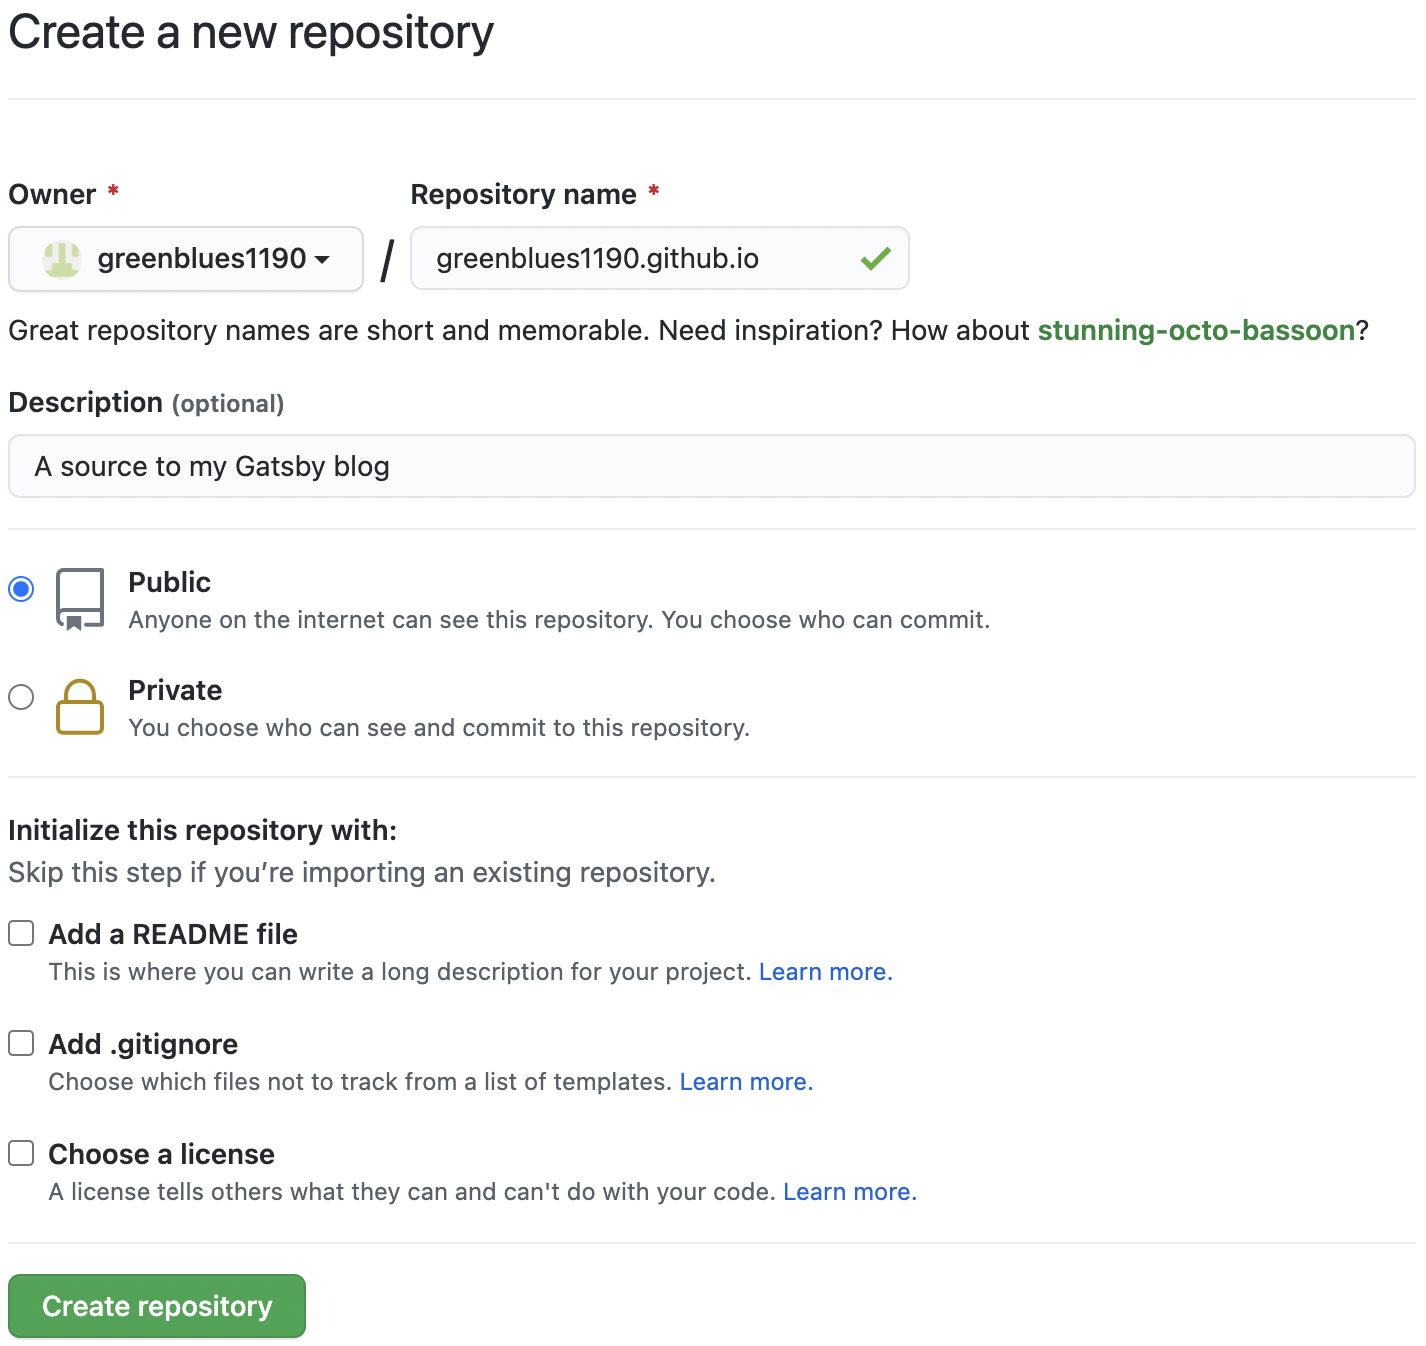 Create a new repository
Owner * Repository name *
greenblues1190 / greenblues1190.github.io
Great repository names are short and memorable. Need inspiration? How about stunning-octo-bassoon?
Description (optional)
A source to my Gatsby blog
Public
Anyone on the internet can see this repository. You choose who can commit.
Private
You choose who can see and commit to this repository.
Initialize this repository with:
Skip this step if you’re importing an existing repository.
Add a README file
This is where you can write a long description for your project. Learn more.
Add .gitignore
Choose which files not to track from a list of templates. Learn more.
Choose a license
A license tells others what they can and can't do with your code. Learn more.
Create repository